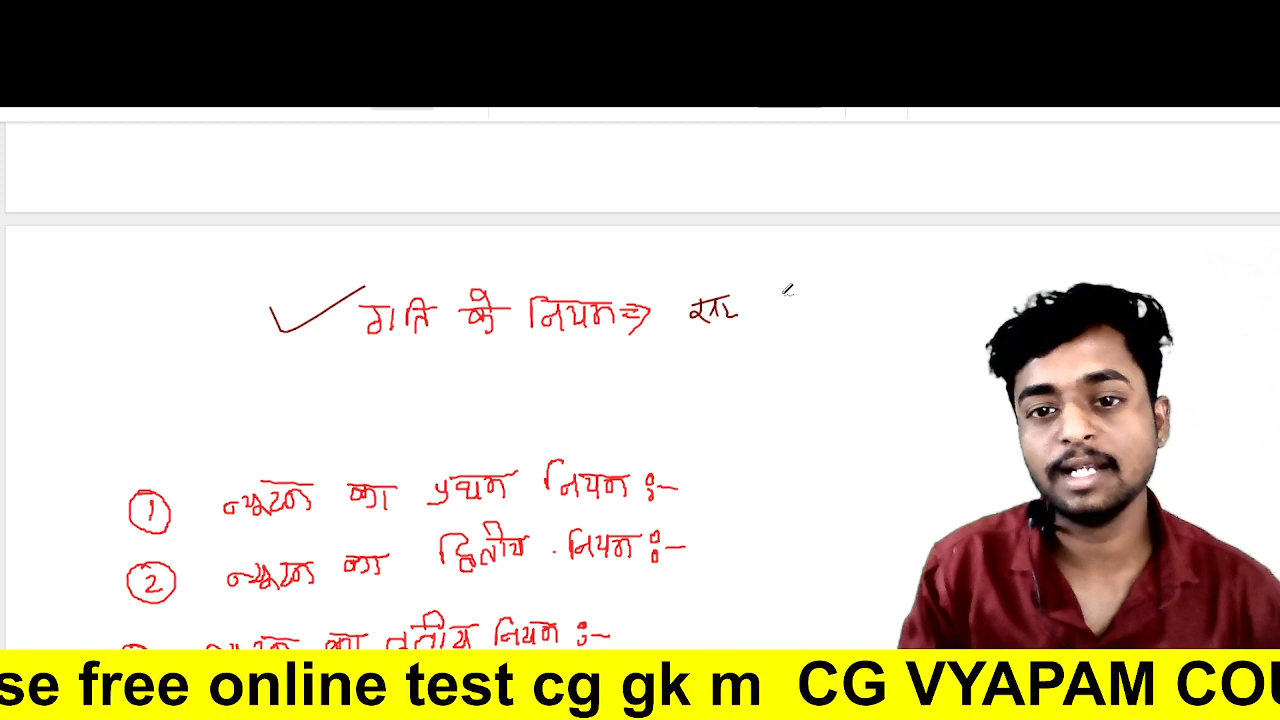 गति के नियम ⇒
① न्यूटन का प्रथम नियम :-
② न्यूटन का द्वितीय नियम :-
न्यूटन का तृतीय नियम :-
se free online test cg gk m CG VYAPAM COU